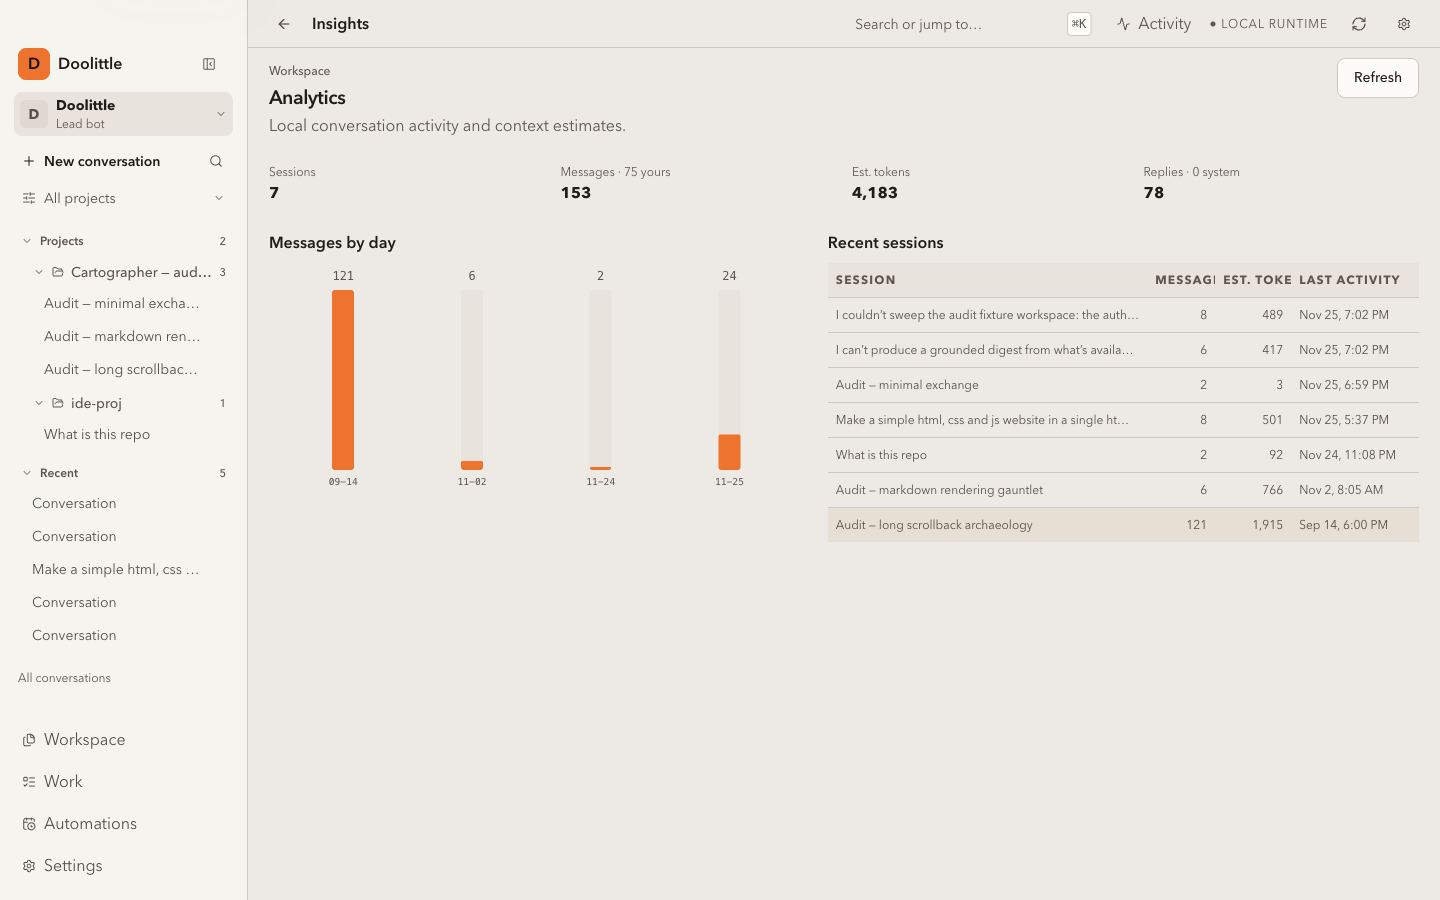 D Doolittle
D Doolittle
Lead bot
New conversation
All projects
Projects 2
Cartographer – aud… 3
Audit – minimal excha…
Audit – markdown ren…
Audit – long scrollbac…
ide-proj 1
What is this repo
Recent 5
Conversation
Conversation
Make a simple html, css …
Conversation
Conversation
All conversations
Workspace
Work
Automations
Settings
Insights
Search or jump to… ⌘K
Activity
LOCAL RUNTIME
Workspace
Analytics
Local conversation activity and context estimates.
Refresh
Sessions
7
Messages · 75 yours
153
Est. tokens
4,183
Replies · 0 system
78
Messages by day
121 6 2 24
09-14 11-02 11-24 11-25
Recent sessions
SESSION MESSAGI EST. TOKE LAST ACTIVITY
I couldn’t sweep the audit fixture workspace: the auth… 8 489 Nov 25, 7:02 PM
I can’t produce a grounded digest from what’s availa… 6 417 Nov 25, 7:02 PM
Audit – minimal exchange 2 3 Nov 25, 6:59 PM
Make a simple html, css and js website in a single ht… 8 501 Nov 25, 5:37 PM
What is this repo 2 92 Nov 24, 11:08 PM
Audit – markdown rendering gauntlet 6 766 Nov 2, 8:05 AM
Audit – long scrollback archaeology 121 1,915 Sep 14, 6:00 PM